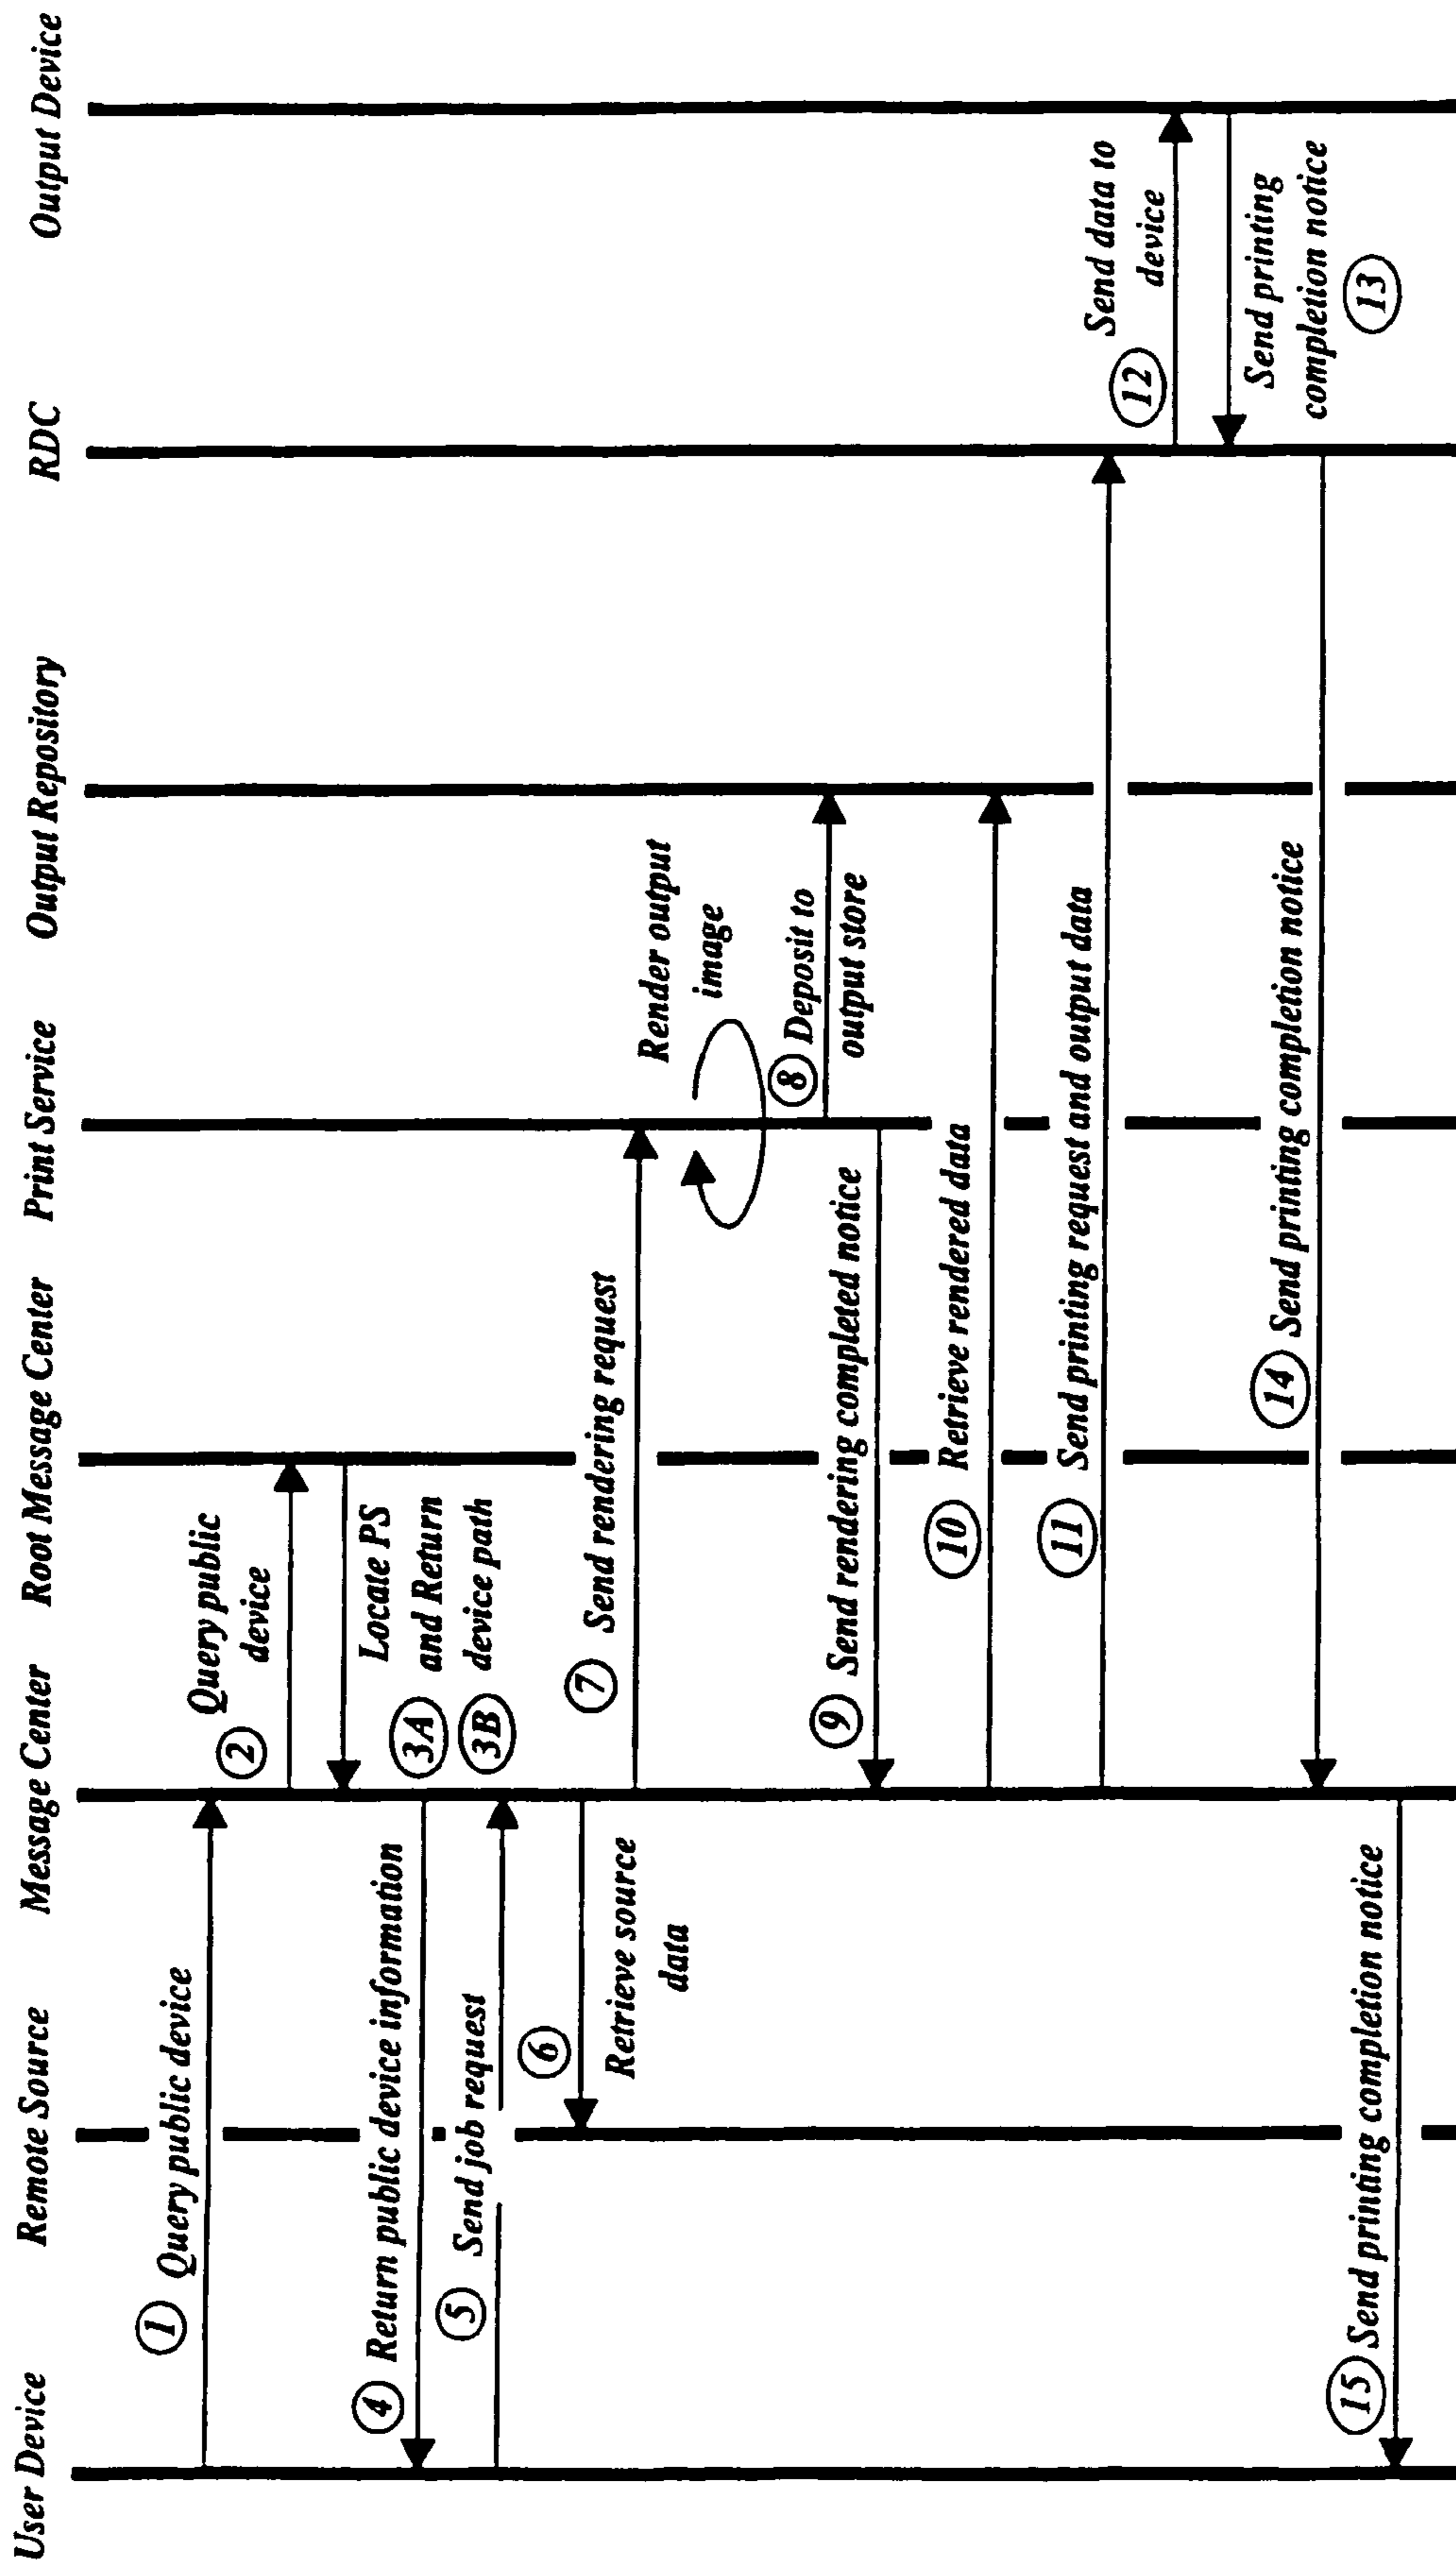 User Device
Remote Source
Message Center
Root Message Center
Print Service
Output Repository
RDC
Output Device
1 Query public device
2 Query public
device
Locate PS
3A and Return
3B device path
4 Return public device information
5 Send job request
6
Retrieve source
data
7 Send rendering request
Render output
image
8 Deposit to
output store
9 Send rendering completed notice
10 Retrieve rendered data
11 Send printing request and output data
12 Send data to
device
Send printing
completion notice
13
14 Send printing completion notice
15 Send printing completion notice